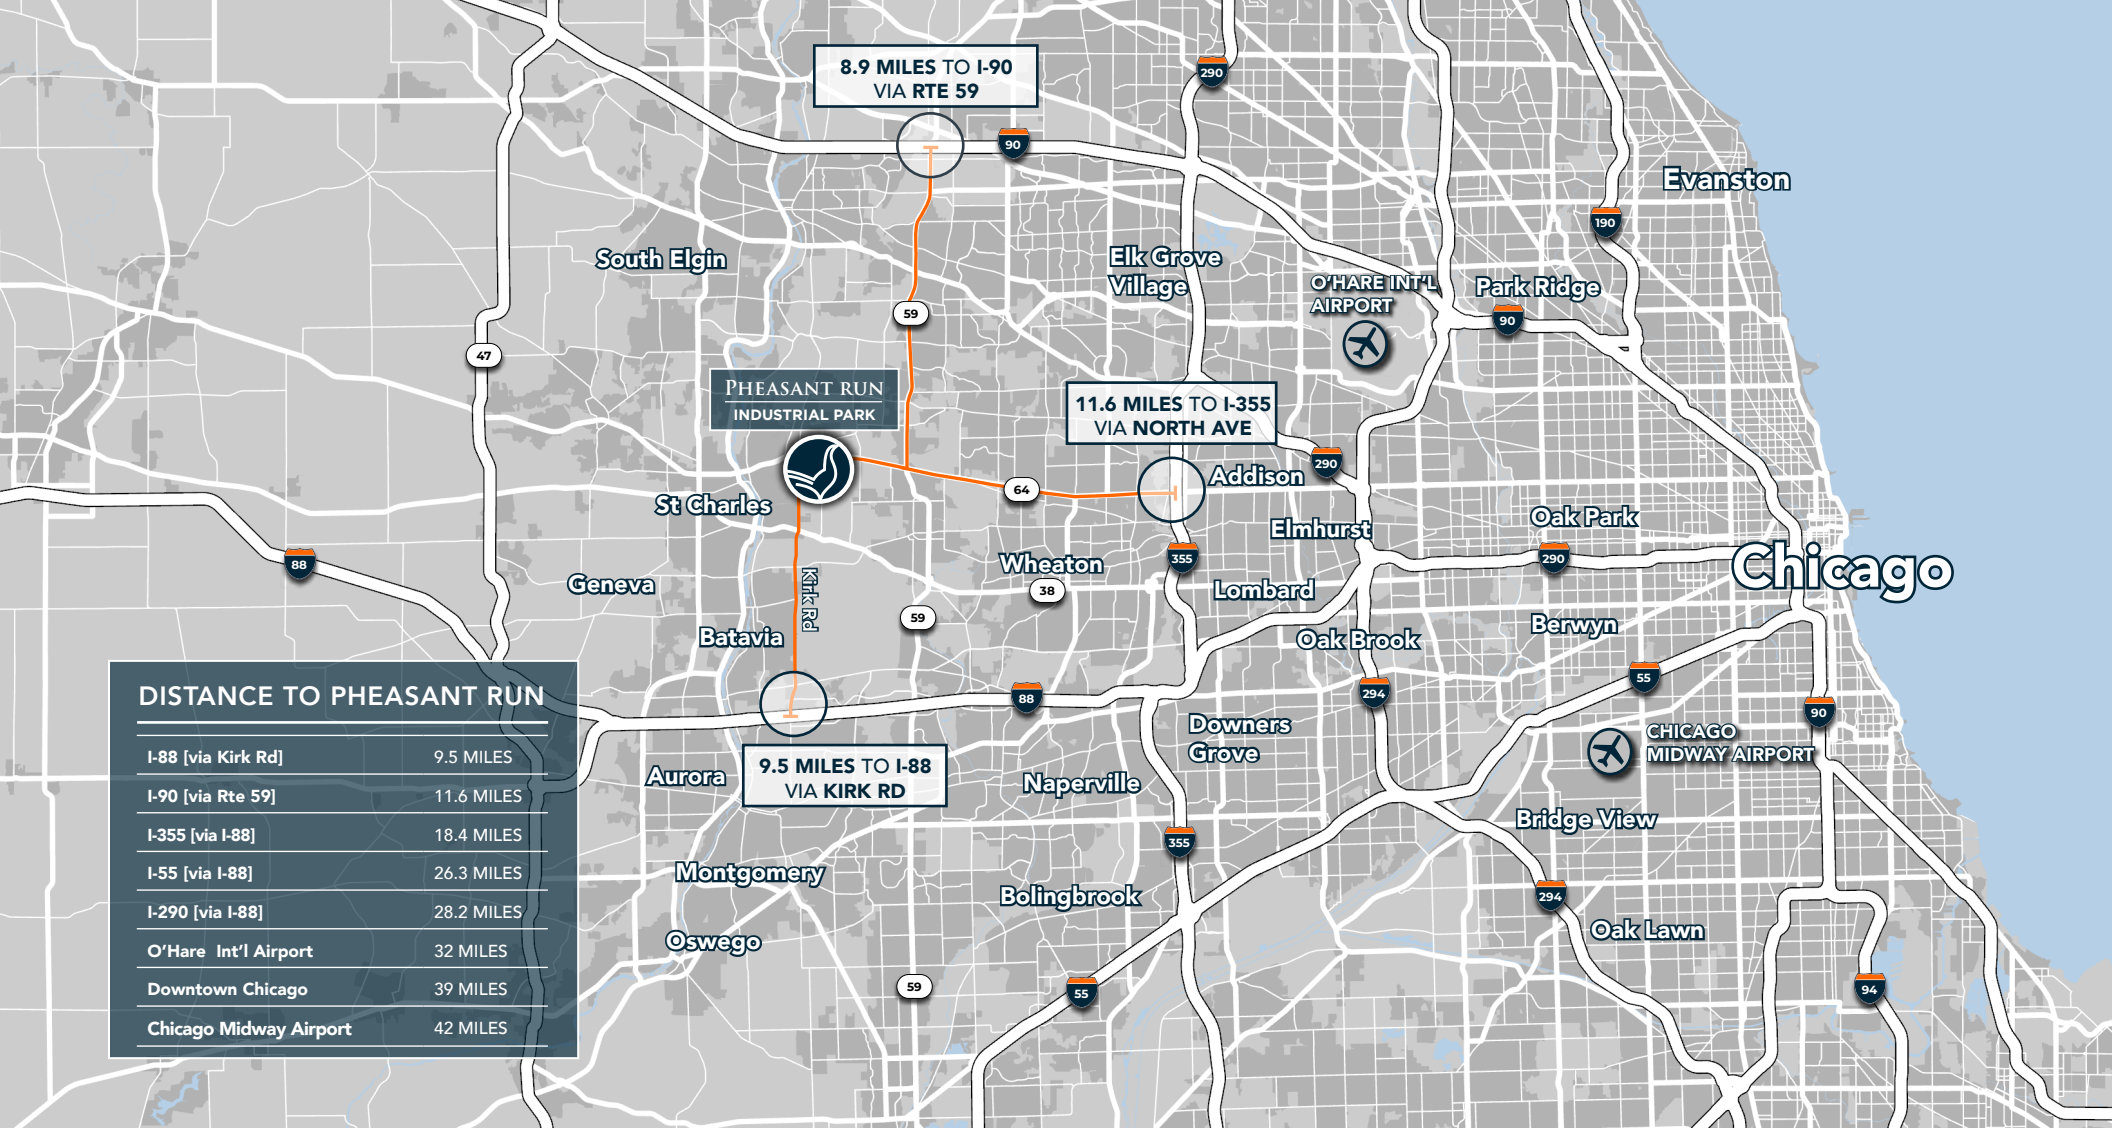 8.9 MILES TO I-90
VIA RTE 59
290
90
Evanston
190
South Elgin
Elk Grove
Village
O'HARE INT'L
AIRPORT
Park Ridge
90
59
47
PHEASANT RUN
INDUSTRIAL PARK
11.6 MILES TO I-355
VIA NORTH AVE
290
Addison
64
St Charles
Oak Park
Elmhurst
290
355
Chicago
88
Wheaton
38
Geneva
Kirk Rd
Lombard
59
Berwyn
Batavia
Oak Brook
55
294
88
90
Downers
Grove
CHICAGO
MIDWAY AIRPORT
9.5 MILES TO I-88
VIA KIRK RD
Aurora
Naperville
Bridge View
355
Montgomery
Bolingbrook
294
Oak Lawn
Oswego
59
55
94
DISTANCE TO PHEASANT RUN
I-88 [via Kirk Rd] 9.5 MILES
I-90 [via Rte 59] 11.6 MILES
I-355 [via I-88] 18.4 MILES
I-55 [via I-88] 26.3 MILES
I-290 [via I-88] 28.2 MILES
O'Hare Int'l Airport 32 MILES
Downtown Chicago 39 MILES
Chicago Midway Airport 42 MILES